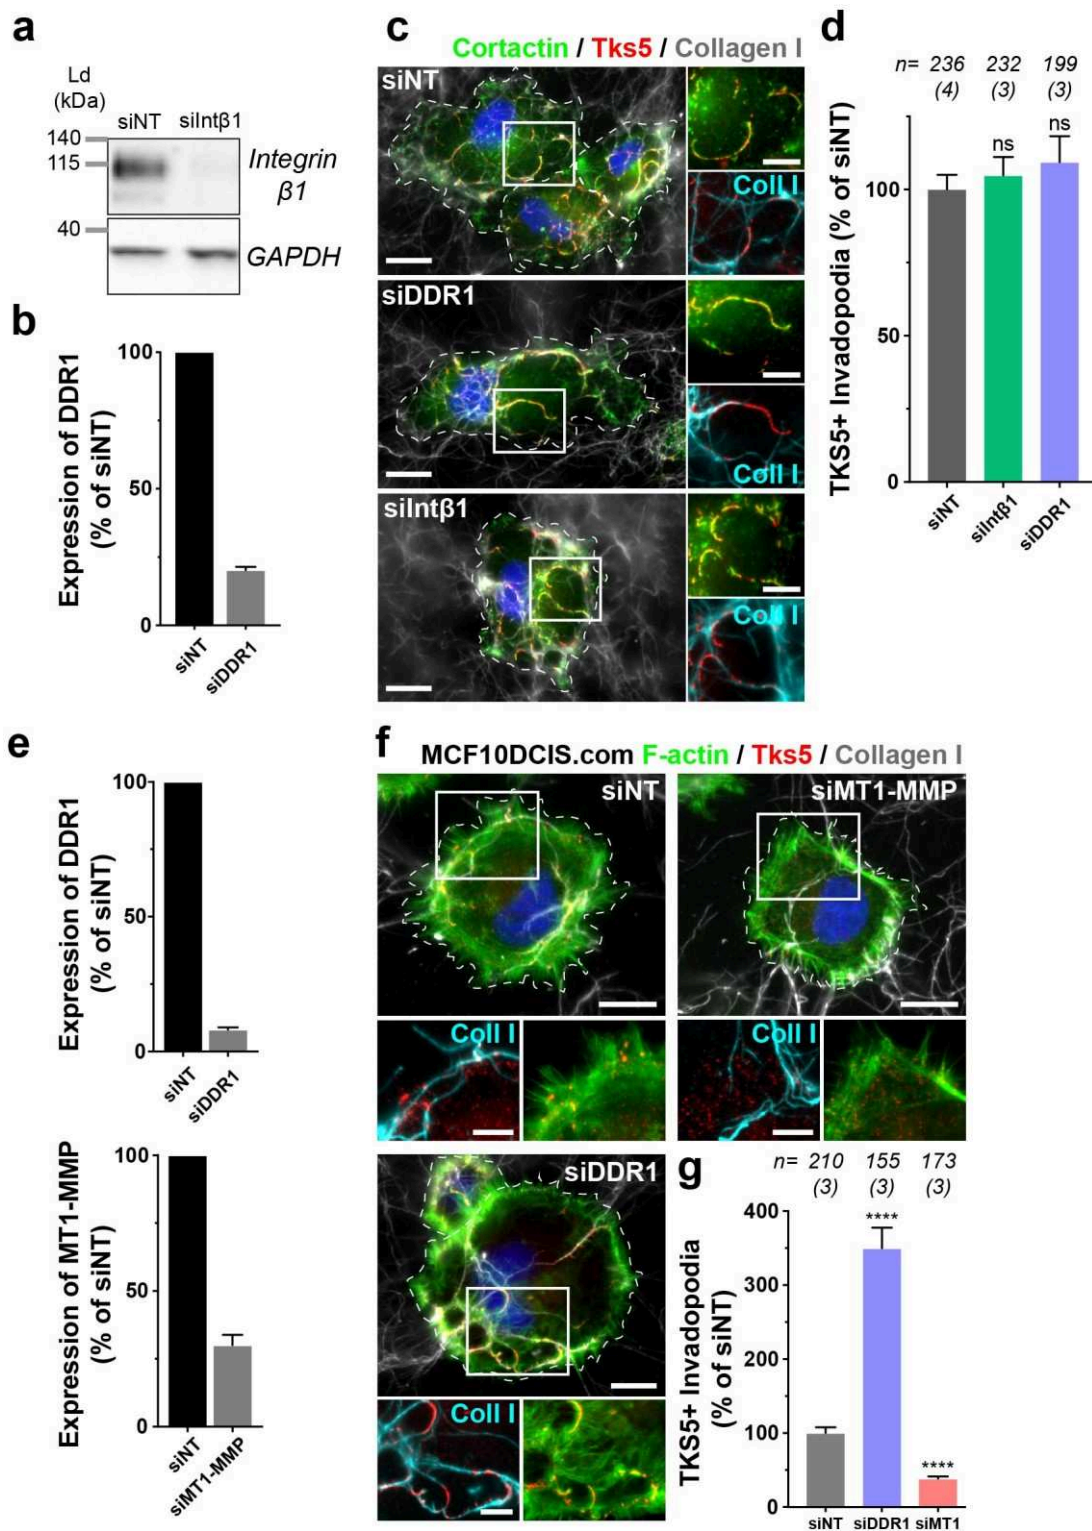 a
Ld
(kDa)
siNT
siIntβ1
140
115
40
Integrin
β1
GAPDH
b
Expression of DDR1
(% of siNT)
100
50
0
siNT
siDDR1
c
Cortactin / Tks5 / Collagen I
siNT
Coll I
siDDR1
Coll I
siIntβ1
Coll I
d
n= 236 232 199
(4) (3) (3)
TKS5+ Invadopodia (% of siNT)
ns
ns
100
50
0
siNT
siIntβ1
siDDR1
e
Expression of DDR1
(% of siNT)
100
50
0
siNT
siDDR1
Expression of MT1-MMP
(% of siNT)
100
50
0
siNT
siMT1-MMP
f
MCF10DCIS.com F-actin / Tks5 / Collagen I
siNT
siMT1-MMP
Coll I
Coll I
siDDR1
Coll I
g
n= 210 155 173
(3) (3) (3)
TKS5+ Invadopodia
(% of siNT)
400
300
200
100
0
****
****
siNT siDDR1 siMT1